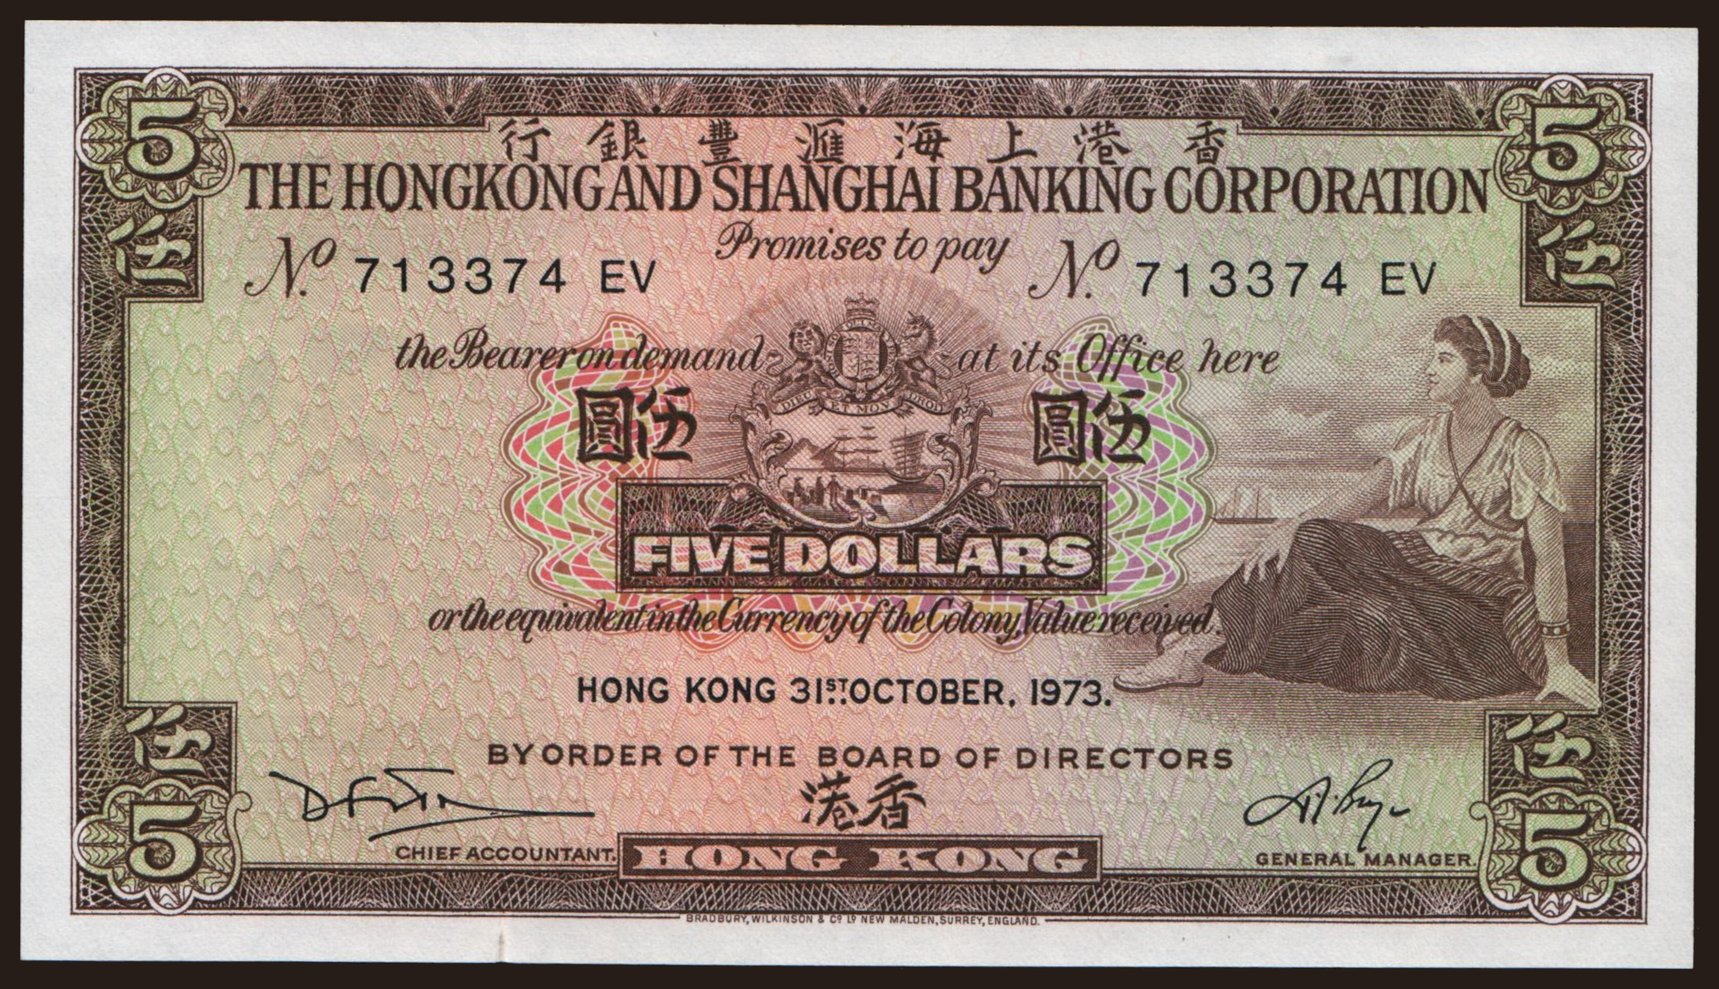 5
5
行銀豐滙海上港香
THE HONGKONG AND SHANGHAI BANKING CORPORATION
伍
Promises to pay
伍
No. 713374 EV
No. 713374 EV
the Bearer on demand
at its Office here
DIEU ET MON DROIT
圓伍
圓伍
FIVE DOLLARS
or the equivalent in the Currency of the Colony, Value received.
HONG KONG 31ST OCTOBER, 1973.
伍
伍
BY ORDER OF THE BOARD OF DIRECTORS
港香
5
5
CHIEF ACCOUNTANT.
HONG KONG
GENERAL MANAGER.
BRADBURY, WILKINSON & Co. Ld. NEW MALDEN, SURREY, ENGLAND.